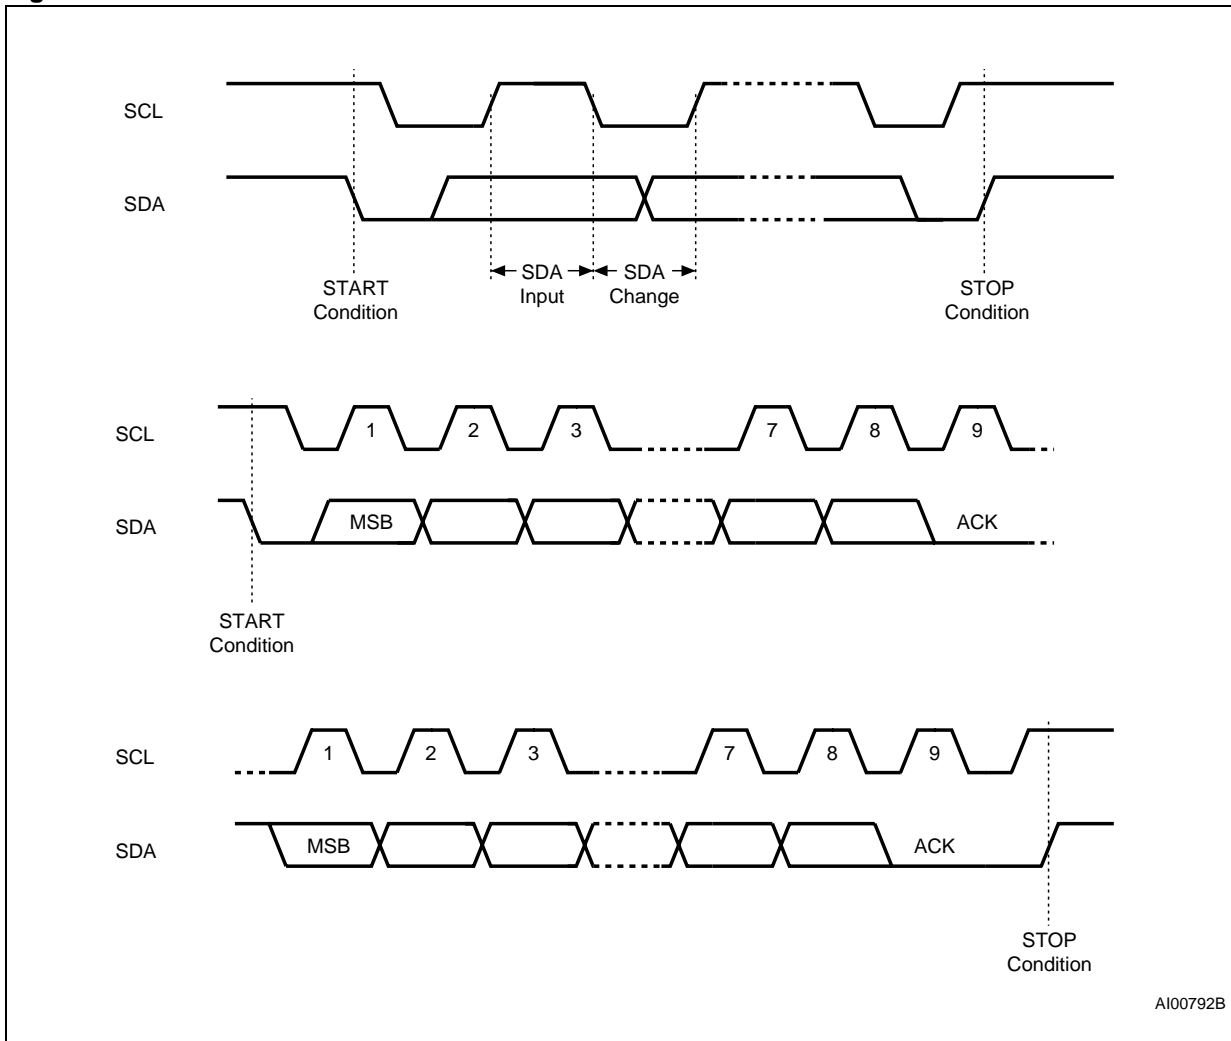 SCL
SDA
SDA
Input
SDA
Change
START
Condition
STOP
Condition
SCL
1
2
3
7
8
9
SDA
MSB
ACK
START
Condition
SCL
1
2
3
7
8
9
SDA
MSB
ACK
STOP
Condition
AI00792B